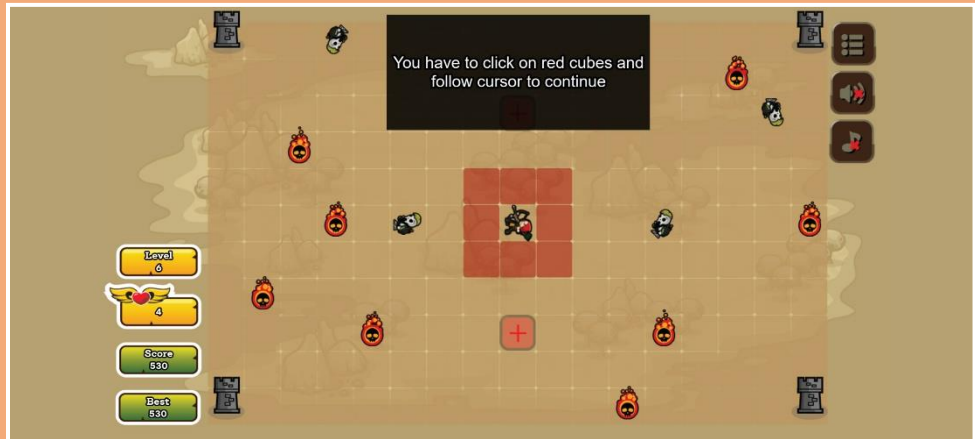 You have to click on red cubes and
follow cursor to continue
Level
6
4
Score
530
Best
530